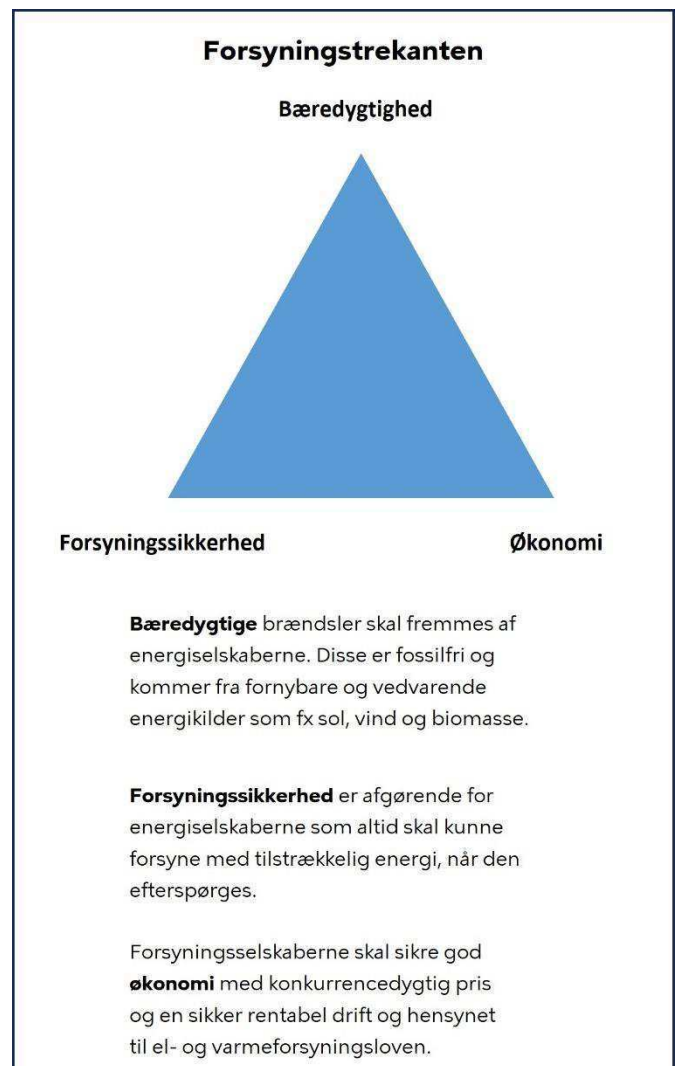 Forsyningstrekanten
Bæredygtighed
Forsyningssikkerhed
Økonomi
Bæredygtige brændsler skal fremmes af
energiselskaberne. Disse er fossilfri og
kommer fra fornybare og vedvarende
energikilder som fx sol, vind og biomasse.
Forsyningssikkerhed er afgørende for
energiselskaberne som altid skal kunne
forsyne med tilstrækkelig energi, når den
efterspørges.
Forsyningsselskaberne skal sikre god
økonomi med konkurrencedygtig pris
og en sikker rentabel drift og hensynet
til el- og varmeforsyningsloven.